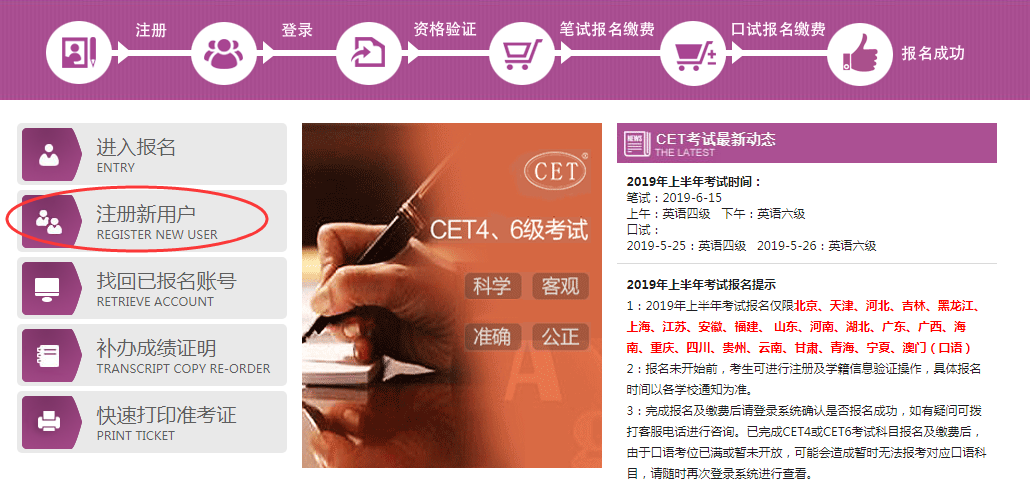 注册
登录
资格验证
笔试报名缴费
口试报名缴费
报名成功
进入报名
ENTRY
注册新用户
REGISTER NEW USER
找回已报名账号
RETRIEVE ACCOUNT
补办成绩证明
TRANSCRIPT COPY RE-ORDER
快速打印准考证
PRINT TICKET
CET®
CET4、6级考试
科学 客观
准确 公正
A
NEWS
CET考试最新动态
THE LATEST
2019年上半年考试时间：
笔试：2019-6-15
上午：英语四级 下午：英语六级
口试：
2019-5-25：英语四级 2019-5-26：英语六级
2019年上半年考试报名提示
1：2019年上半年考试报名仅限北京、天津、河北、吉林、黑龙江、
上海、江苏、安徽、福建、 山东、河南、湖北、广东、广西、海
南、重庆、四川、贵州、云南、甘肃、青海、宁夏、澳门（口语）
2：报名未开始前，考生可进行注册及学籍信息验证操作，具体报名
时间以各学校通知为准。
3：完成报名及缴费后请登录系统确认是否报名成功，如有疑问可拨
打客服电话进行咨询。已完成CET4或CET6考试科目报名及缴费后，
由于口语考位已满或暂未开放，可能会造成暂时无法报考对应口语科
目，请随时再次登录系统进行查看。